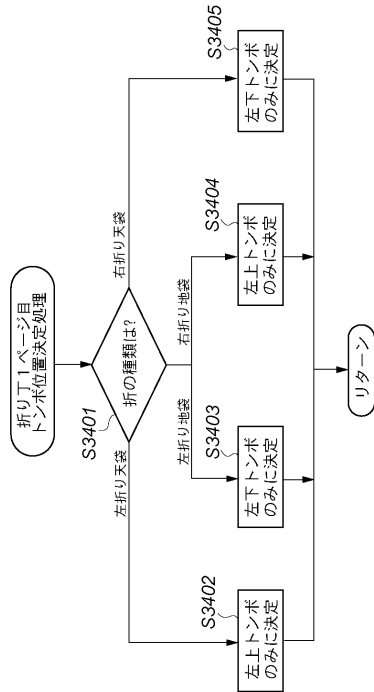 折り丁1ページ目
トンボ位置決定処理
S3401
折の種類は?
左折り天袋
左折り地袋
右折り地袋
右折り天袋
S3402
左上トンボ
のみに決定
S3403
左下トンボ
のみに決定
S3404
左上トンボ
のみに決定
S3405
左下トンボ
のみに決定
リターン